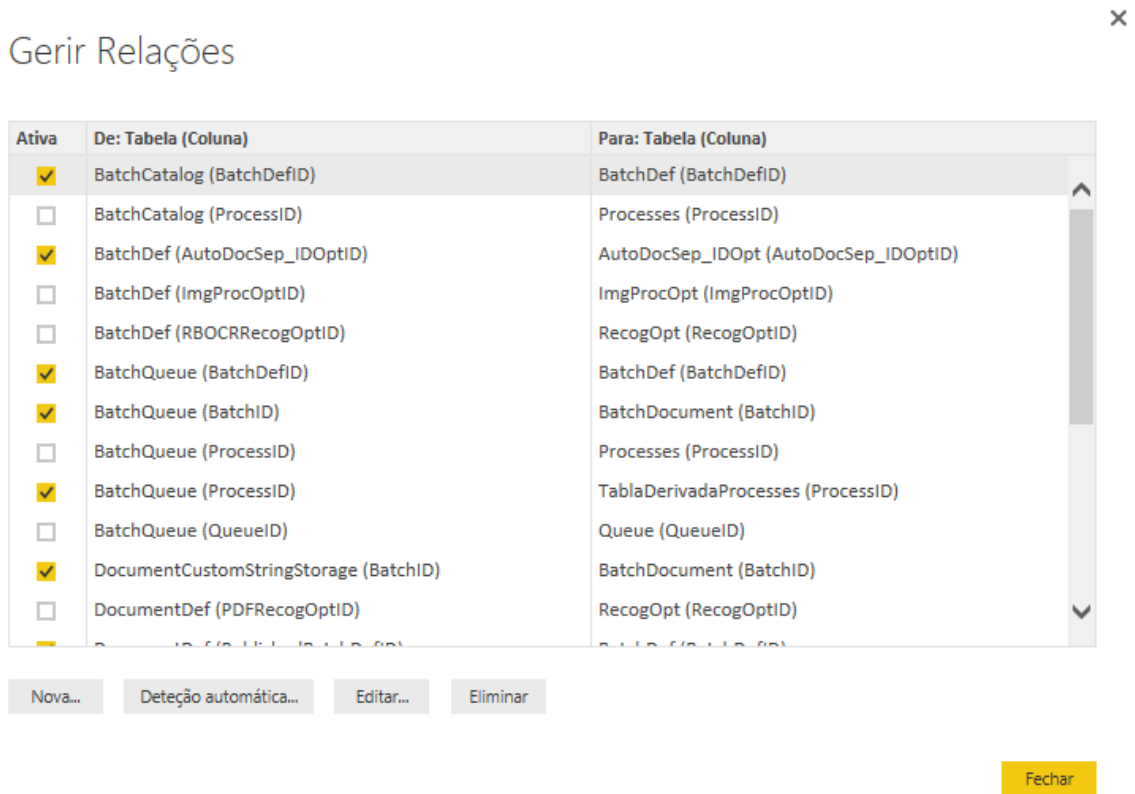 Gerir Relações
Ativa De: Tabela (Coluna) Para: Tabela (Coluna)
BatchCatalog (BatchDefID) BatchDef (BatchDefID)
BatchCatalog (ProcessID) Processes (ProcessID)
BatchDef (AutoDocSep_IDOptID) AutoDocSep_IDOpt (AutoDocSep_IDOptID)
BatchDef (ImgProcOptID) ImgProcOpt (ImgProcOptID)
BatchDef (RBOCRRecogOptID) RecogOpt (RecogOptID)
BatchQueue (BatchDefID) BatchDef (BatchDefID)
BatchQueue (BatchID) BatchDocument (BatchID)
BatchQueue (ProcessID) Processes (ProcessID)
BatchQueue (ProcessID) TablaDerivadaProcesses (ProcessID)
BatchQueue (QueueID) Queue (QueueID)
DocumentCustomStringStorage (BatchID) BatchDocument (BatchID)
DocumentDef (PDFRecogOptID) RecogOpt (RecogOptID)
Nova... Deteção automática... Editar... Eliminar
Fechar